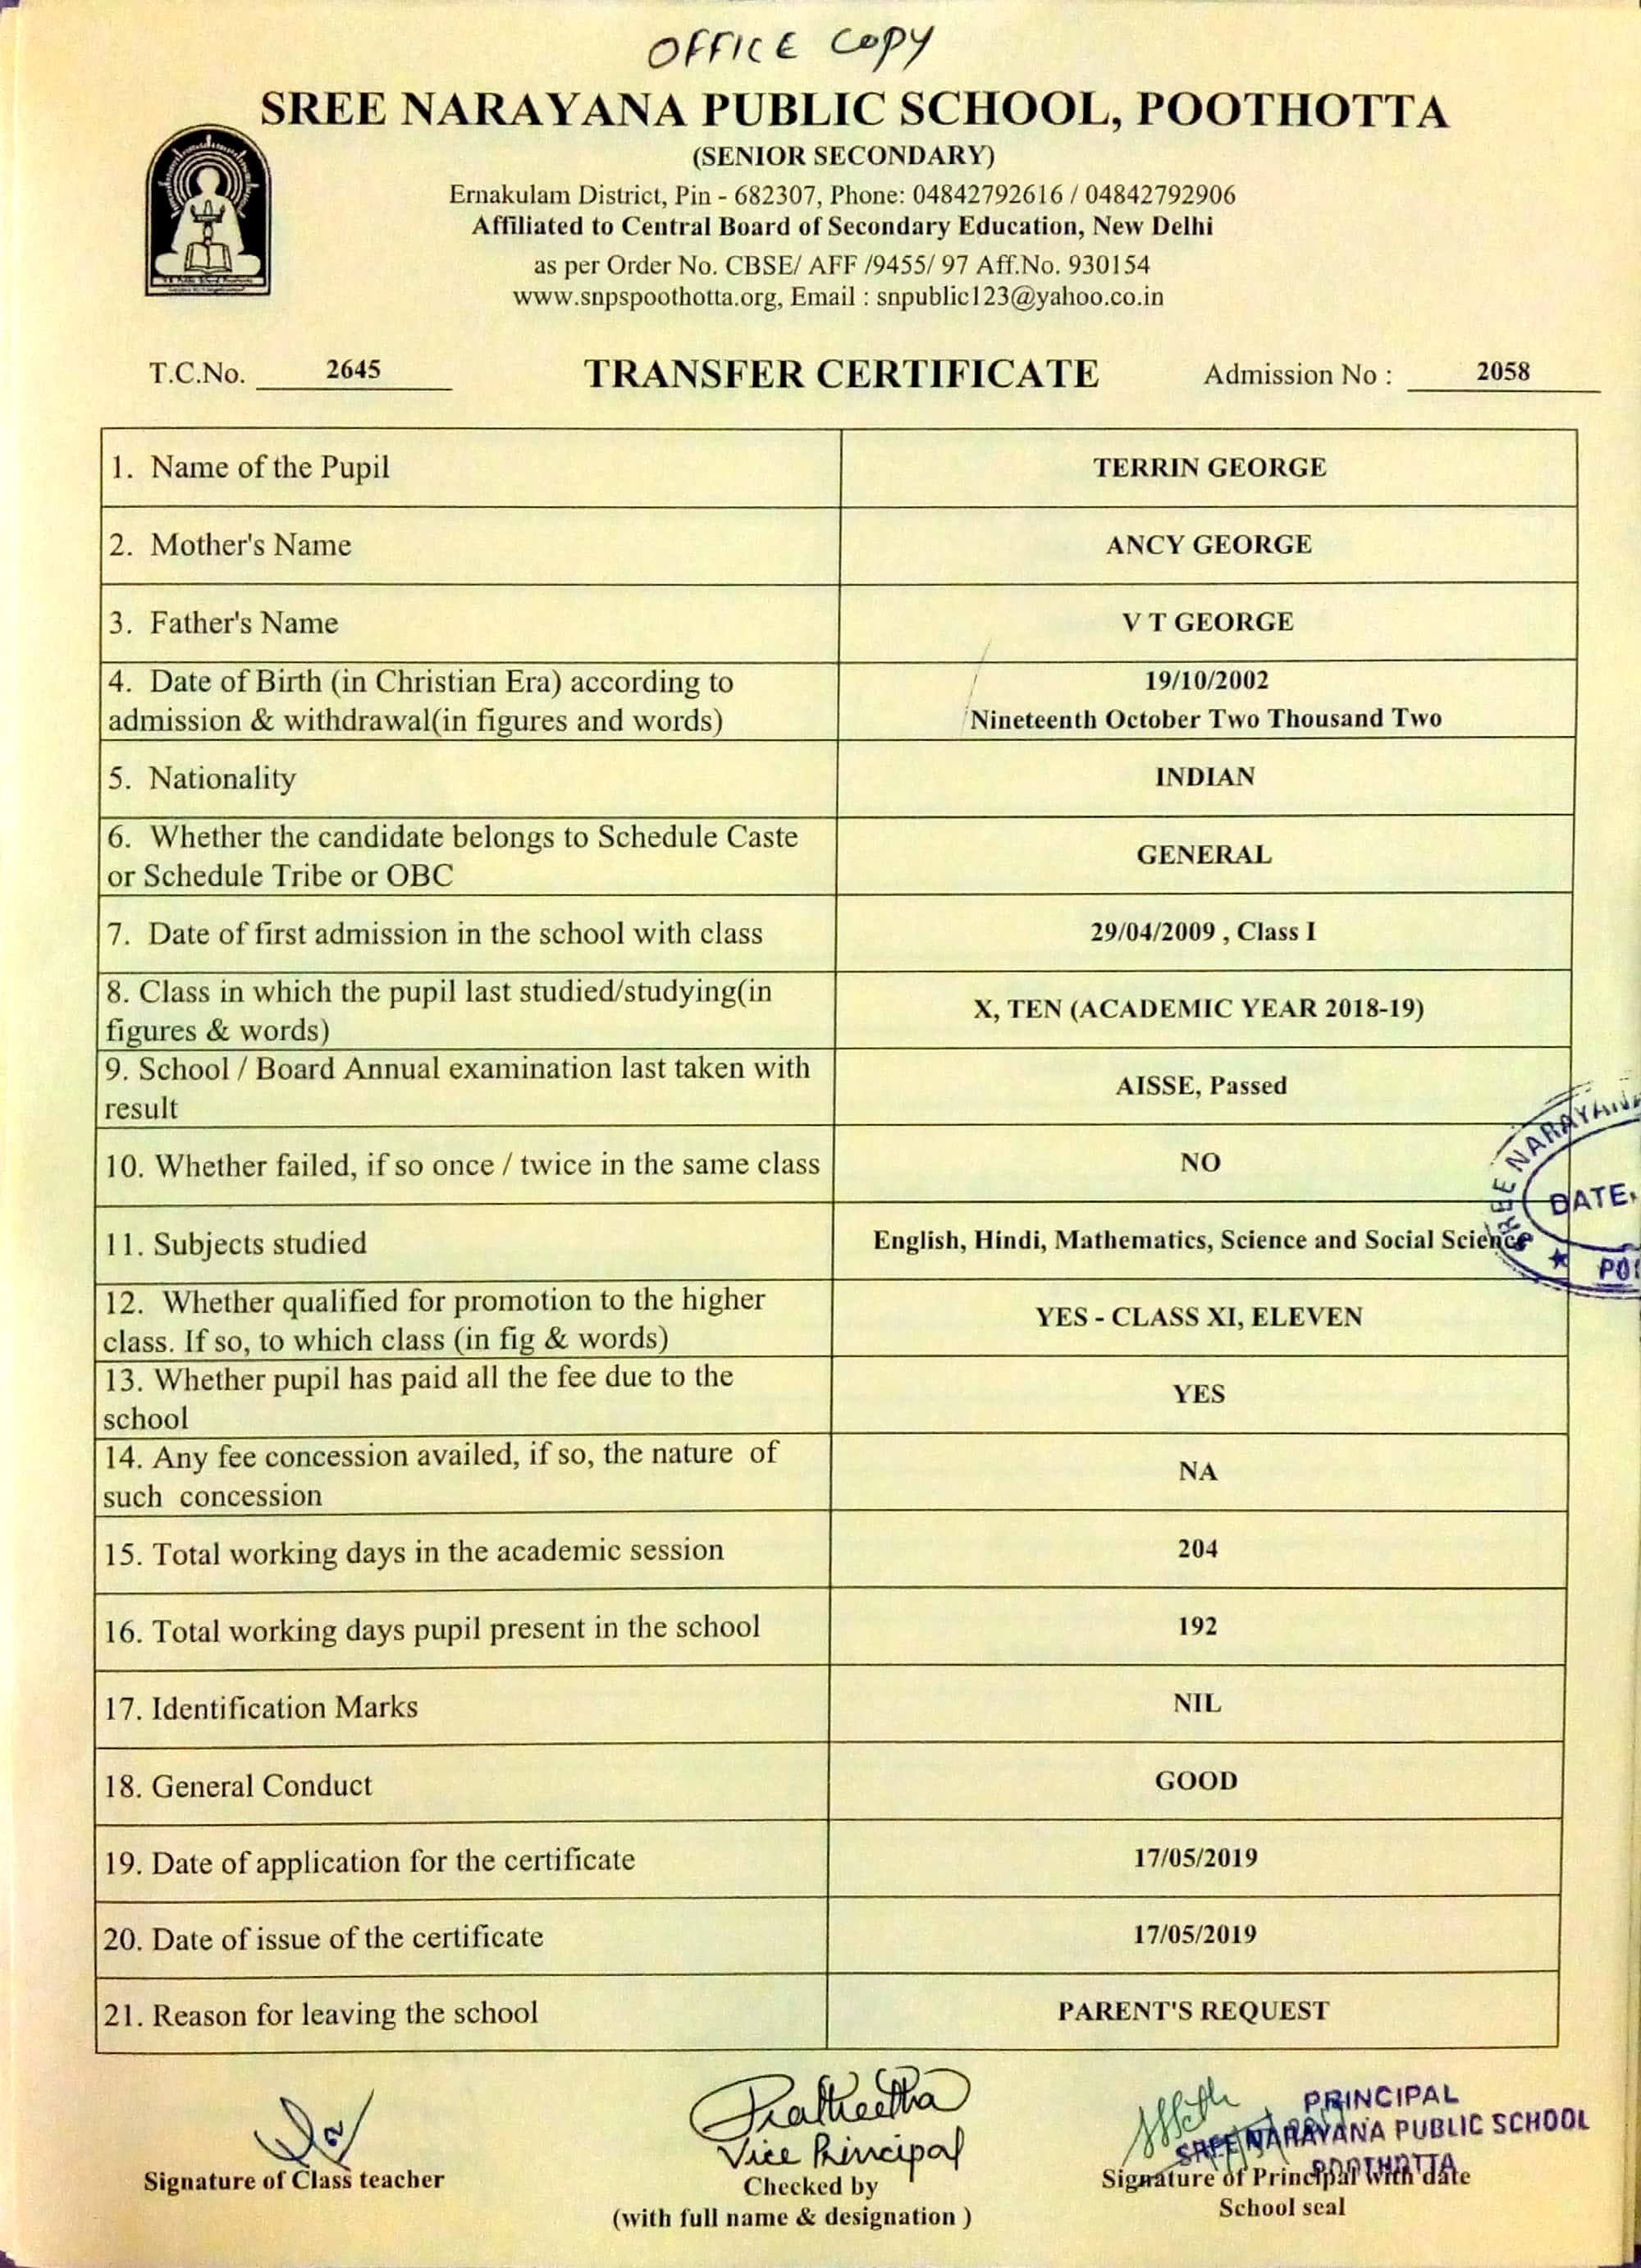 OFFICE COPY
SREE NARAYANA PUBLIC SCHOOL, POOTHOTTA
(SENIOR SECONDARY)
Ernakulam District, Pin - 682307, Phone: 04842792616 / 04842792906
Affiliated to Central Board of Secondary Education, New Delhi
as per Order No. CBSE/ AFF /9455/ 97 Aff.No. 930154
www.snpspoothotta.org, Email : snpublic123@yahoo.co.in
T.C.No. 2645 TRANSFER CERTIFICATE Admission No : 2058
1. Name of the Pupil TERRIN GEORGE
2. Mother's Name ANCY GEORGE
3. Father's Name V T GEORGE
4. Date of Birth (in Christian Era) according to 19/10/2002
admission & withdrawal(in figures and words) Nineteenth October Two Thousand Two
5. Nationality INDIAN
6. Whether the candidate belongs to Schedule Caste
or Schedule Tribe or OBC GENERAL
7. Date of first admission in the school with class 29/04/2009 , Class I
8. Class in which the pupil last studied/studying(in
figures & words) X, TEN (ACADEMIC YEAR 2018-19)
9. School / Board Annual examination last taken with
result AISSE, Passed
10. Whether failed, if so once / twice in the same class NO
11. Subjects studied English, Hindi, Mathematics, Science and Social Science
12. Whether qualified for promotion to the higher
class. If so, to which class (in fig & words) YES - CLASS XI, ELEVEN
13. Whether pupil has paid all the fee due to the
school YES
14. Any fee concession availed, if so, the nature of
such concession NA
15. Total working days in the academic session 204
16. Total working days pupil present in the school 192
17. Identification Marks NIL
18. General Conduct GOOD
19. Date of application for the certificate 17/05/2019
20. Date of issue of the certificate 17/05/2019
21. Reason for leaving the school PARENT'S REQUEST
SREE NARAYANA
DATE
Pratheetha
Vice Principal
PRINCIPAL
SREE NARAYANA PUBLIC SCHOOL
POOTHOTTA
Signature of Class teacher
Checked by
(with full name & designation )
Signature of Principal with date
School seal